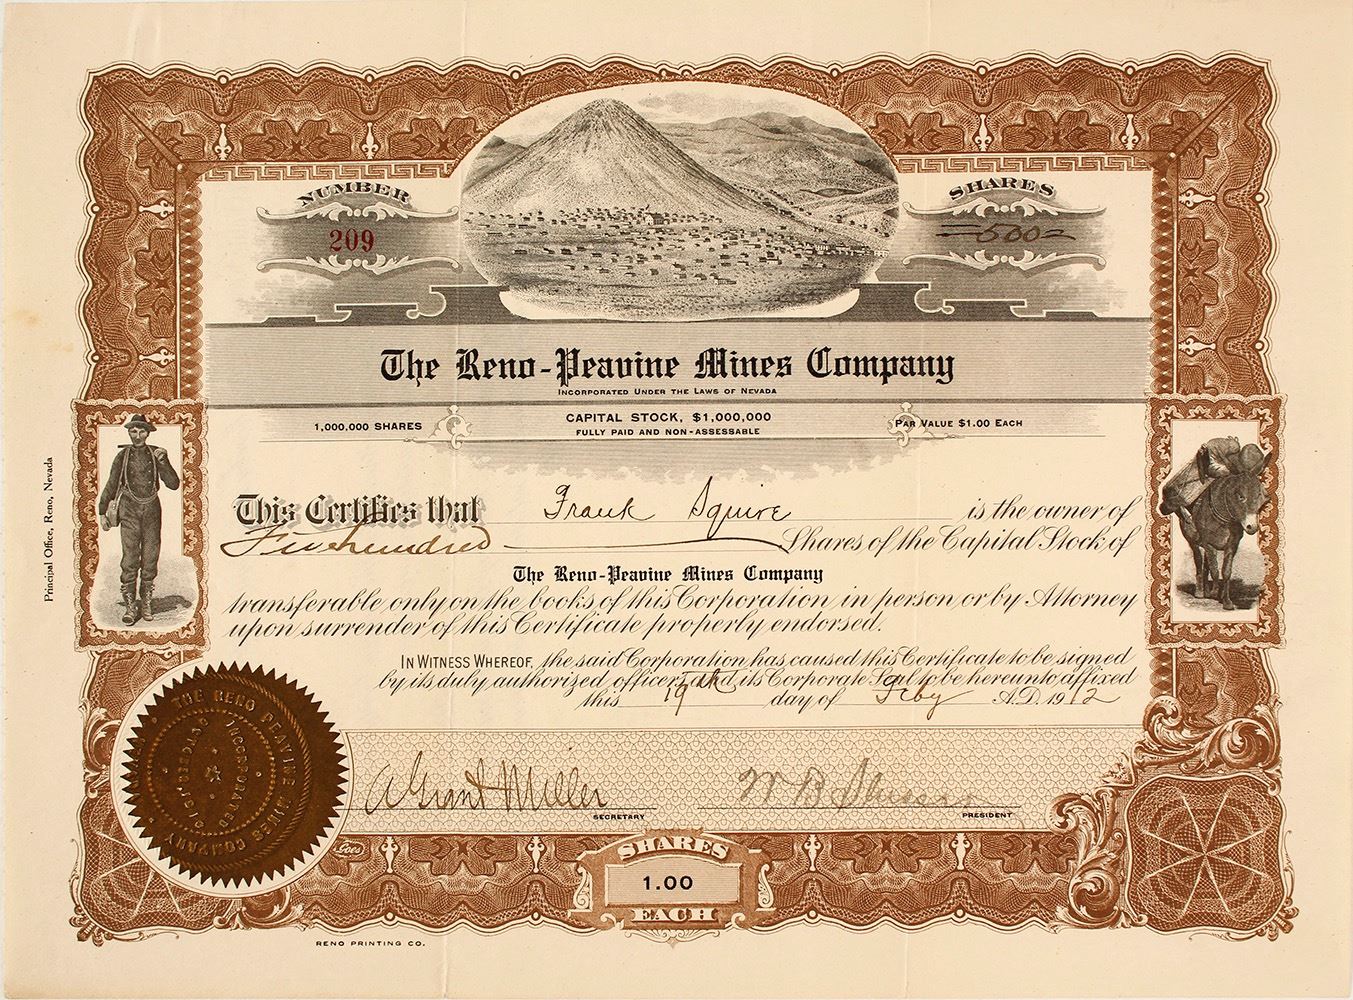 NUMBER
209
SHARES
=500=
The Reno-Peavine Mines Company
INCORPORATED UNDER THE LAWS OF NEVADA
1,000,000 SHARES
CAPITAL STOCK, $1,000,000
FULLY PAID AND NON-ASSESSABLE
PAR VALUE $1.00 EACH
Principal Office, Reno, Nevada
This Certifies that Frank Squire is the owner of
Five hundred Shares of the Capital Stock of
The Reno-Peavine Mines Company
transferable only on the books of this Corporation in person or by Attorney
upon surrender of this Certificate properly endorsed.
IN WITNESS WHEREOF, the said Corporation has caused this Certificate to be signed
by its duly authorized officers and its Corporate Seal to be hereunto affixed
this 19th day of Feby A.D. 1912
THE RENO PEAVINE MINES COMPANY
INCORPORATED
A Grant Miller
SECRETARY
W B
PRESIDENT
Goes
SHARES
1.00
EACH
RENO PRINTING CO.